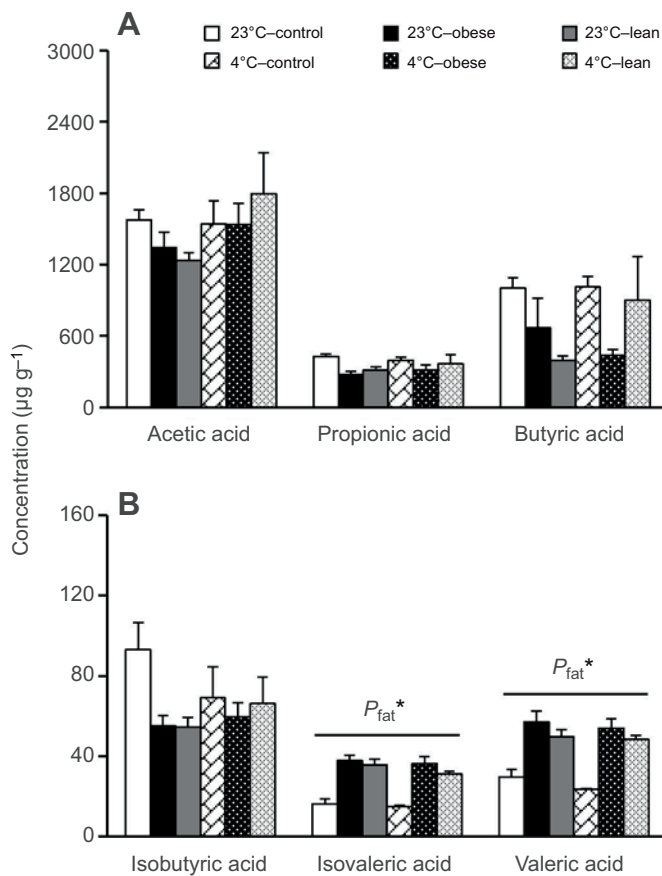 A
23°C–control 23°C–obese 23°C–lean
4°C–control 4°C–obese 4°C–lean
3000
2400
1800
1200
600
0
Acetic acid Propionic acid Butyric acid
Concentration (µg g⁻¹)
B
160
120
80
40
0
Pfat*
Pfat*
Isobutyric acid Isovaleric acid Valeric acid